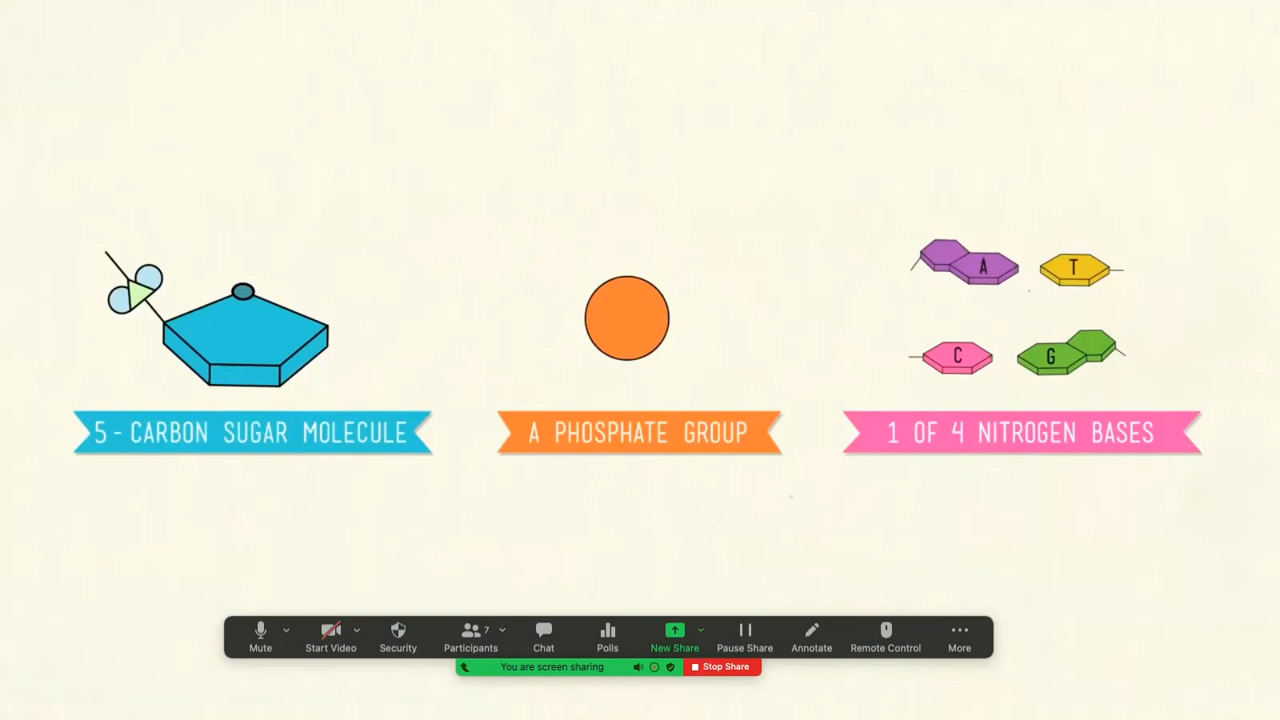 A
T
C
G
5-CARBON SUGAR MOLECULE
A PHOSPHATE GROUP
1 OF 4 NITROGEN BASES
7
Mute
Start Video
Security
Participants
Chat
Polls
New Share
Pause Share
Annotate
Remote Control
More
You are screen sharing
Stop Share